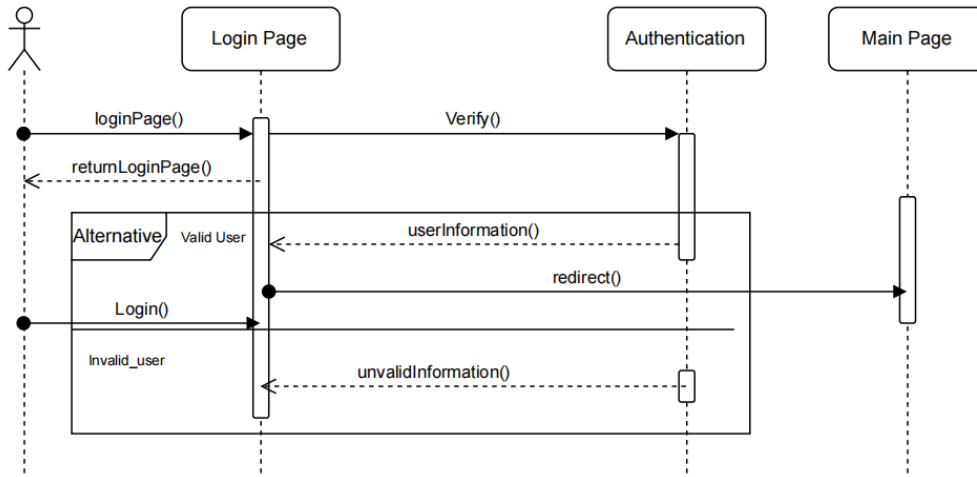 Login Page
Authentication
Main Page
loginPage()
Verify()
returnLoginPage()
Alternative
Valid User
userInformation()
redirect()
Login()
Invalid_user
unvalidInformation()